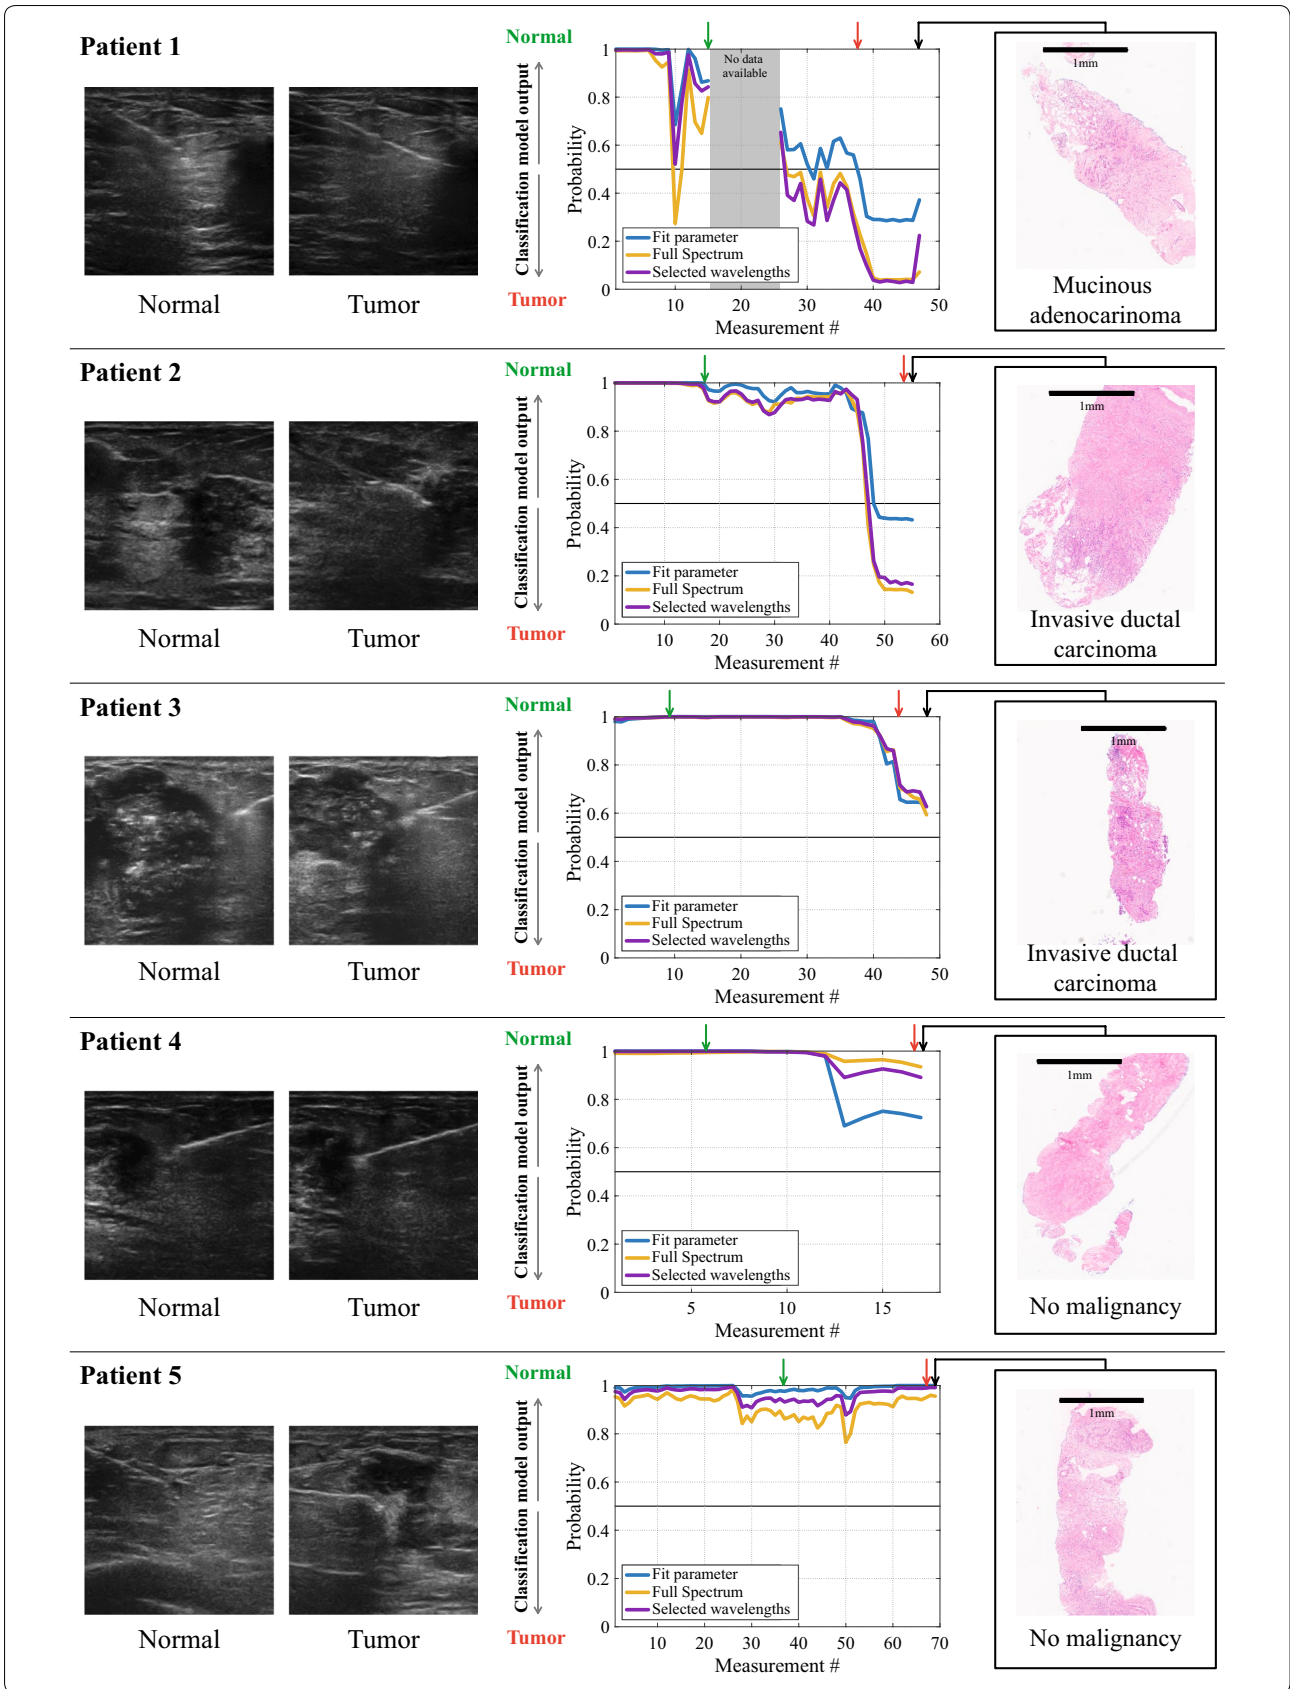 Patient 1
Normal
Tumor
Normal
Classification model output
Tumor
Probability
1
0.8
0.6
0.4
0.2
0
No data
available
Fit parameter
Full Spectrum
Selected wavelengths
10
20
30
40
50
Measurement #
1mm
Mucinous
adenocarinoma
Patient 2
Normal
Tumor
Normal
Classification model output
Tumor
Probability
1
0.8
0.6
0.4
0.2
0
Fit parameter
Full Spectrum
Selected wavelengths
10
20
30
40
50
60
Measurement #
1mm
Invasive ductal
carcinoma
Patient 3
Normal
Tumor
Normal
Classification model output
Tumor
Probability
1
0.8
0.6
0.4
0.2
0
Fit parameter
Full Spectrum
Selected wavelengths
10
20
30
40
50
Measurement #
1mm
Invasive ductal
carcinoma
Patient 4
Normal
Tumor
Normal
Classification model output
Tumor
Probability
1
0.8
0.6
0.4
0.2
0
Fit parameter
Full Spectrum
Selected wavelengths
5
10
15
Measurement #
1mm
No malignancy
Patient 5
Normal
Tumor
Normal
Classification model output
Tumor
Probability
1
0.8
0.6
0.4
0.2
0
Fit parameter
Full Spectrum
Selected wavelengths
10
20
30
40
50
60
70
Measurement #
1mm
No malignancy